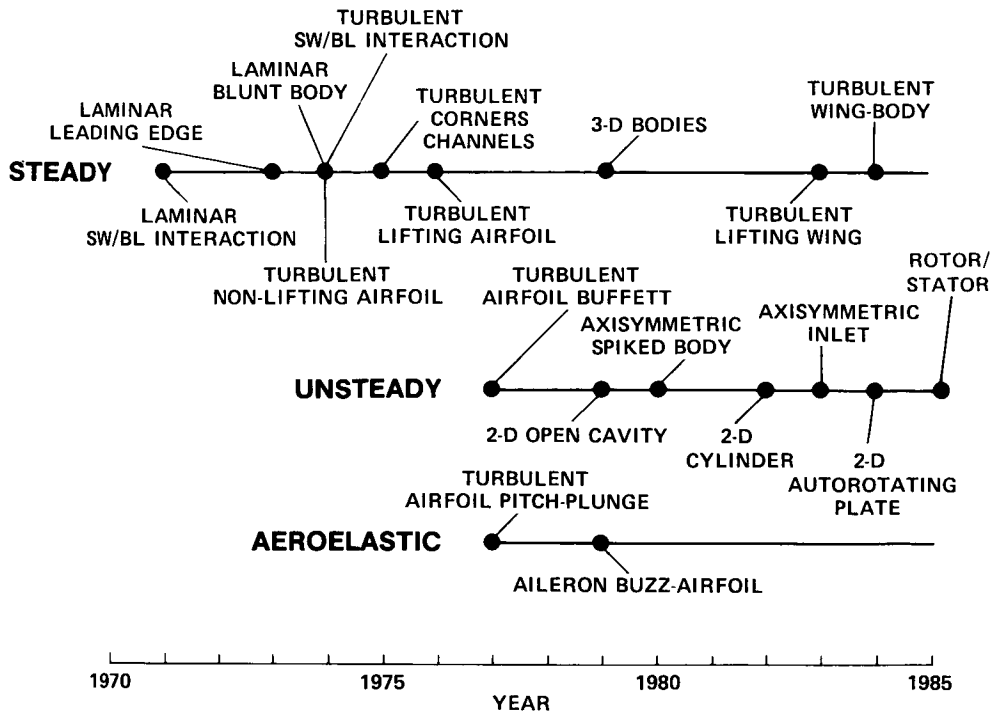 TURBULENT
SW/BL INTERACTION
LAMINAR
BLUNT BODY
LAMINAR
LEADING EDGE
TURBULENT
CORNERS
CHANNELS
3-D BODIES
TURBULENT
WING-BODY
STEADY
LAMINAR
SW/BL INTERACTION
TURBULENT
NON-LIFTING AIRFOIL
TURBULENT
LIFTING AIRFOIL
TURBULENT
LIFTING WING
TURBULENT
AIRFOIL BUFFETT
AXISYMMETRIC
SPIKED BODY
AXISYMMETRIC
INLET
ROTOR/
STATOR
UNSTEADY
2-D OPEN CAVITY
2-D
CYLINDER
2-D
AUTOROTATING
PLATE
TURBULENT
AIRFOIL PITCH-PLUNGE
AEROELASTIC
AILERON BUZZ-AIRFOIL
1970 1975 1980 1985
YEAR